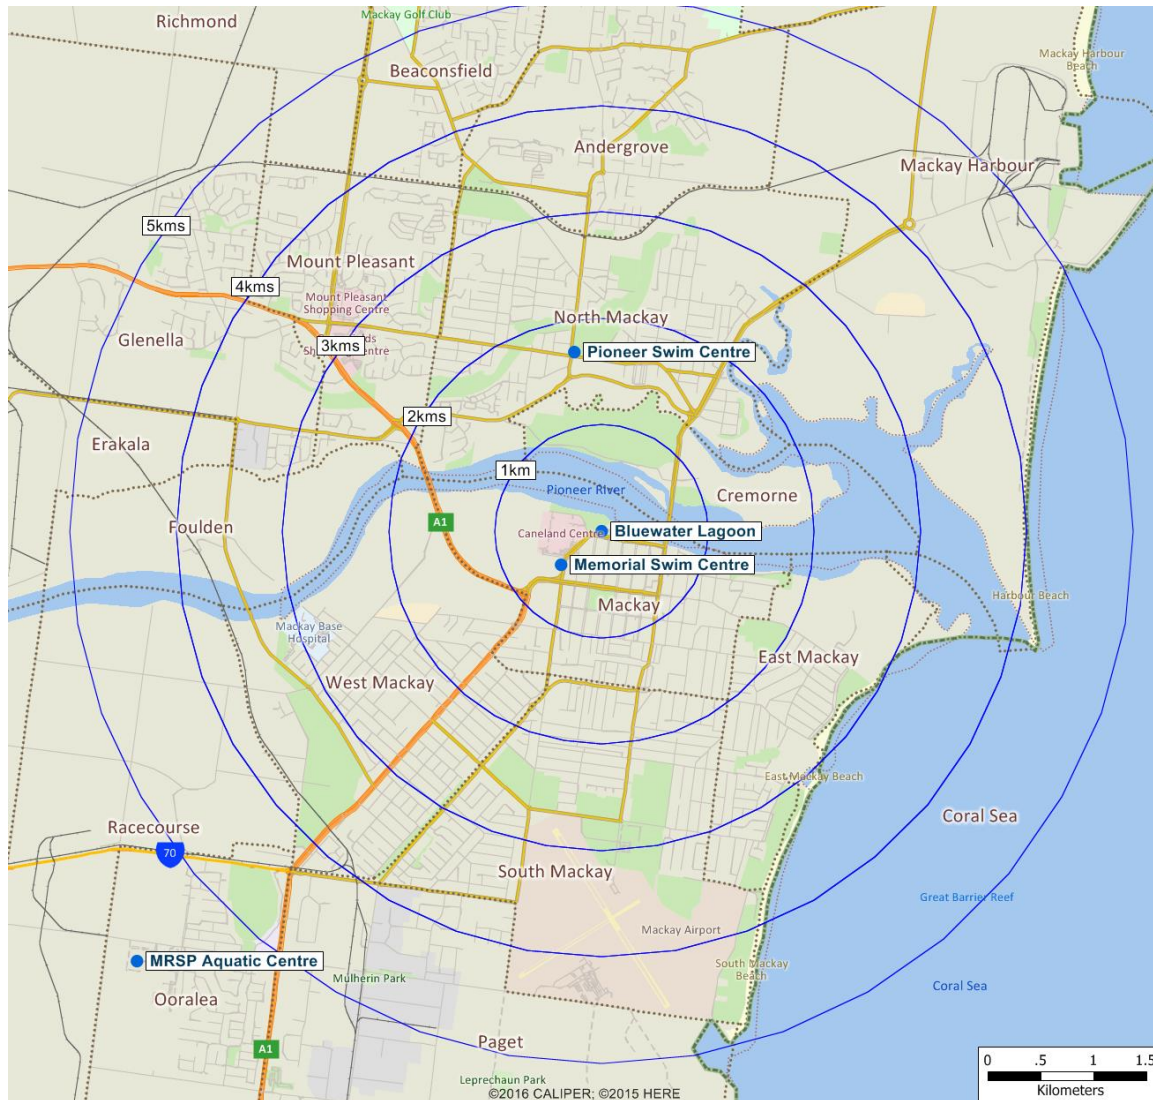 Richmond
Mackay Golf Club
Beaconsfield
Mackay Harbour
Beach
Andergrove
Mackay Harbour
5kms
Mount Pleasant
4kms
Mount Pleasant
Shopping Centre
North Mackay
Glenella
3kms
Centre
Pioneer Swim Centre
2kms
Erakala
1km
Pioneer River
Cremorne
Foulden
A1
Caneland Centre
Bluewater Lagoon
Memorial Swim Centre
Mackay
Harbour Beach
Mackay Base
Hospital
East Mackay
West Mackay
East Mackay Beach
Racecourse
Coral Sea
70
South Mackay
Great Barrier Reef
Mackay Airport
MRSP Aquatic Centre
South Mackay
Beach
Mulherin Park
Coral Sea
Ooralea
Paget
A1
Leprechaun Park
©2016 CALIPER; ©2015 HERE
0 .5 1 1.5
Kilometers